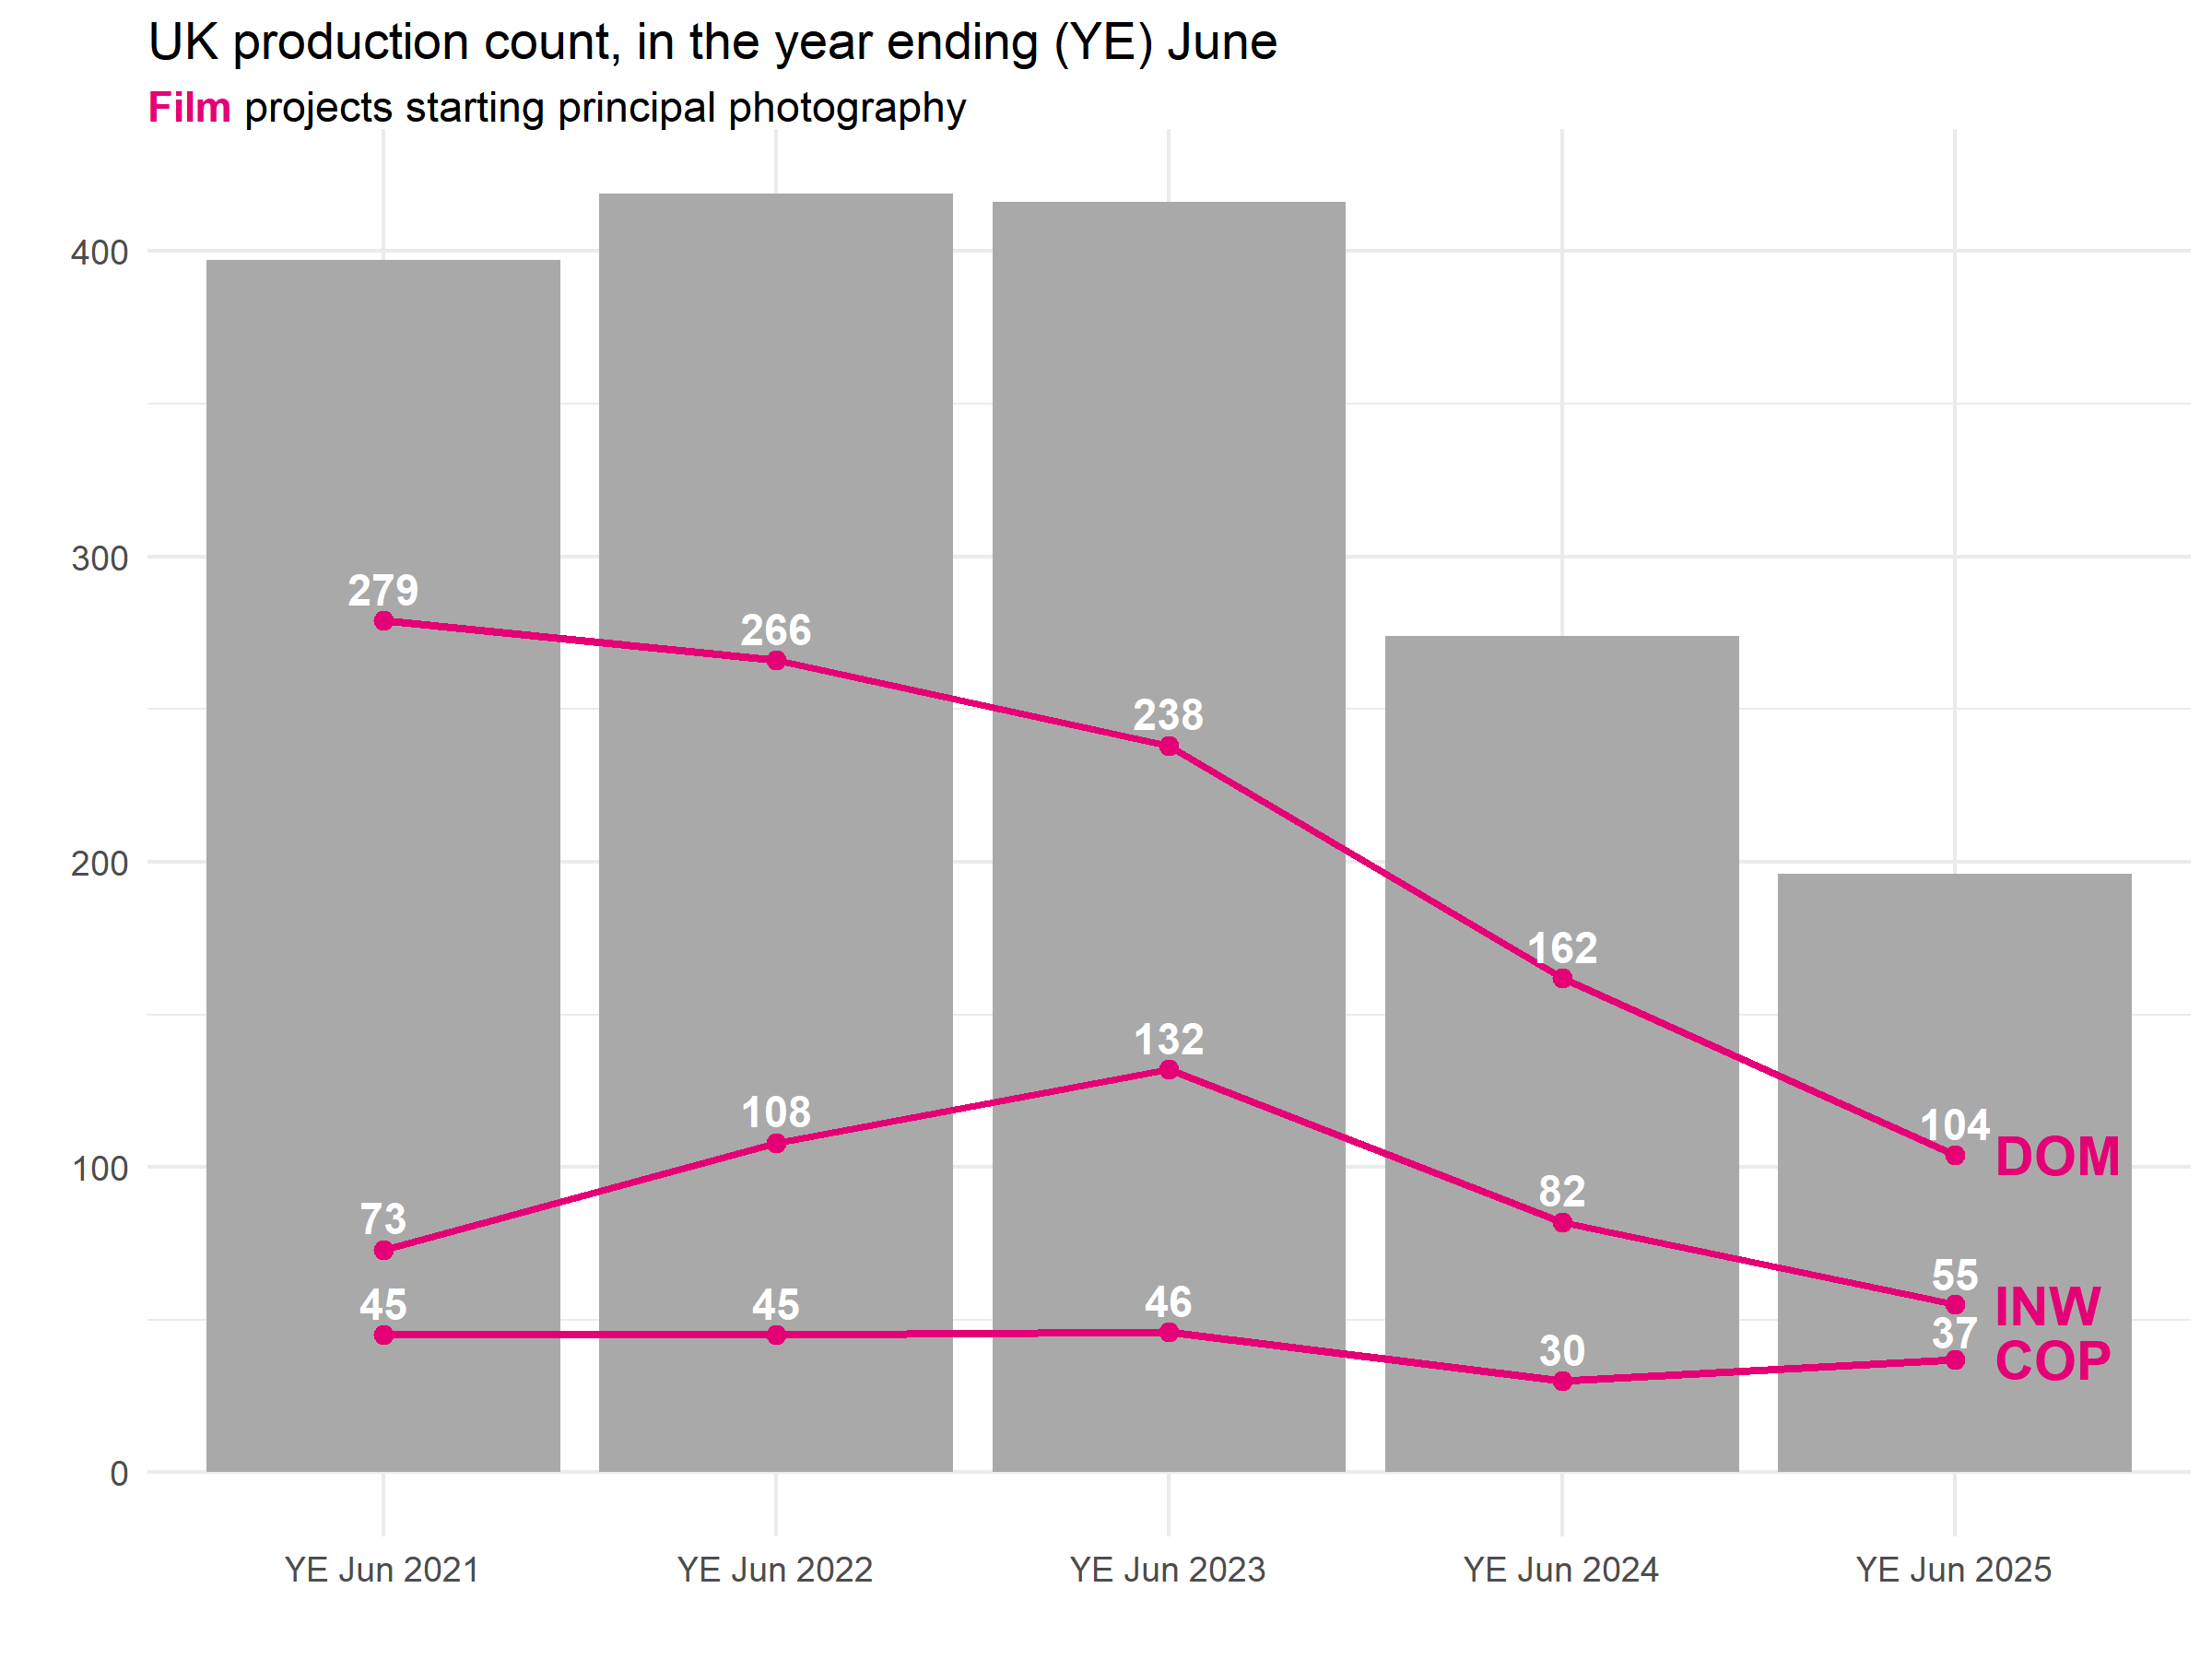 UK production count, in the year ending (YE) June
Film projects starting principal photography
400
300
200
100
0
279
266
238
162
104
DOM
73
108
132
82
55
INW
45
45
46
30
37
COP
YE Jun 2021
YE Jun 2022
YE Jun 2023
YE Jun 2024
YE Jun 2025